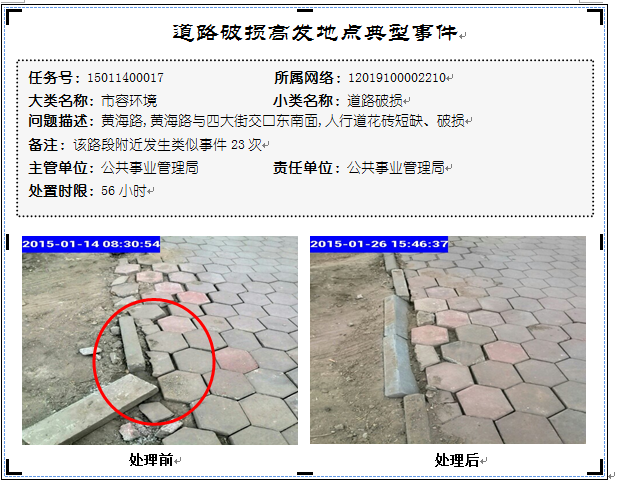 道路破损高发地点典型事件
任务号：15011400017 所属网络：12019100002210
大类名称：市容环境 小类名称：道路破损
问题描述：黄海路,黄海路与四大街交口东南面,人行道花砖短缺、破损
备注：该路段附近发生类似事件 23 次
主管单位：公共事业管理局 责任单位：公共事业管理局
处置时限：56 小时
2015-01-14 08:30:54 2015-01-26 15:46:37
处理前 处理后